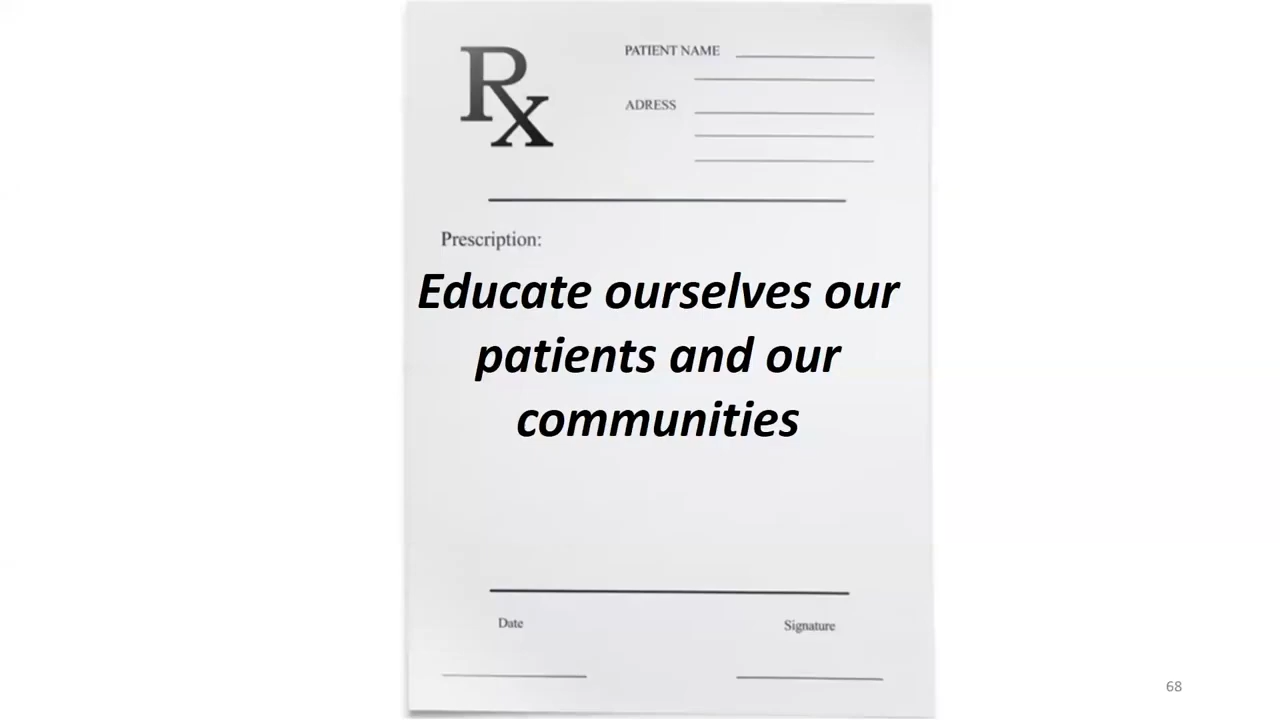 Rx
PATIENT NAME
ADRESS
Prescription:
Educate ourselves our
patients and our
communities
Date
Signature
68